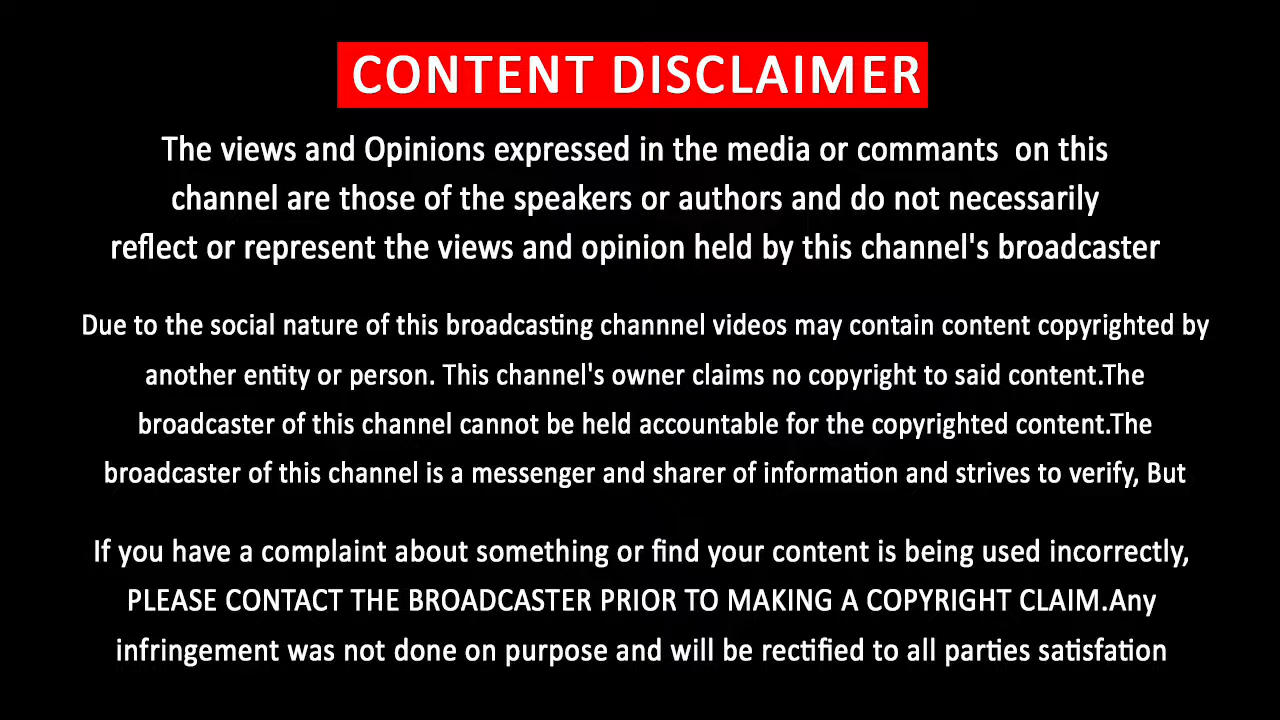 CONTENT DISCLAIMER
The views and Opinions expressed in the media or commants on this
channel are those of the speakers or authors and do not necessarily
reflect or represent the views and opinion held by this channel's broadcaster
Due to the social nature of this broadcasting channnel videos may contain content copyrighted by
another entity or person. This channel's owner claims no copyright to said content.The
broadcaster of this channel cannot be held accountable for the copyrighted content.The
broadcaster of this channel is a messenger and sharer of information and strives to verify, But
If you have a complaint about something or find your content is being used incorrectly,
PLEASE CONTACT THE BROADCASTER PRIOR TO MAKING A COPYRIGHT CLAIM.Any
infringement was not done on purpose and will be rectified to all parties satisfation